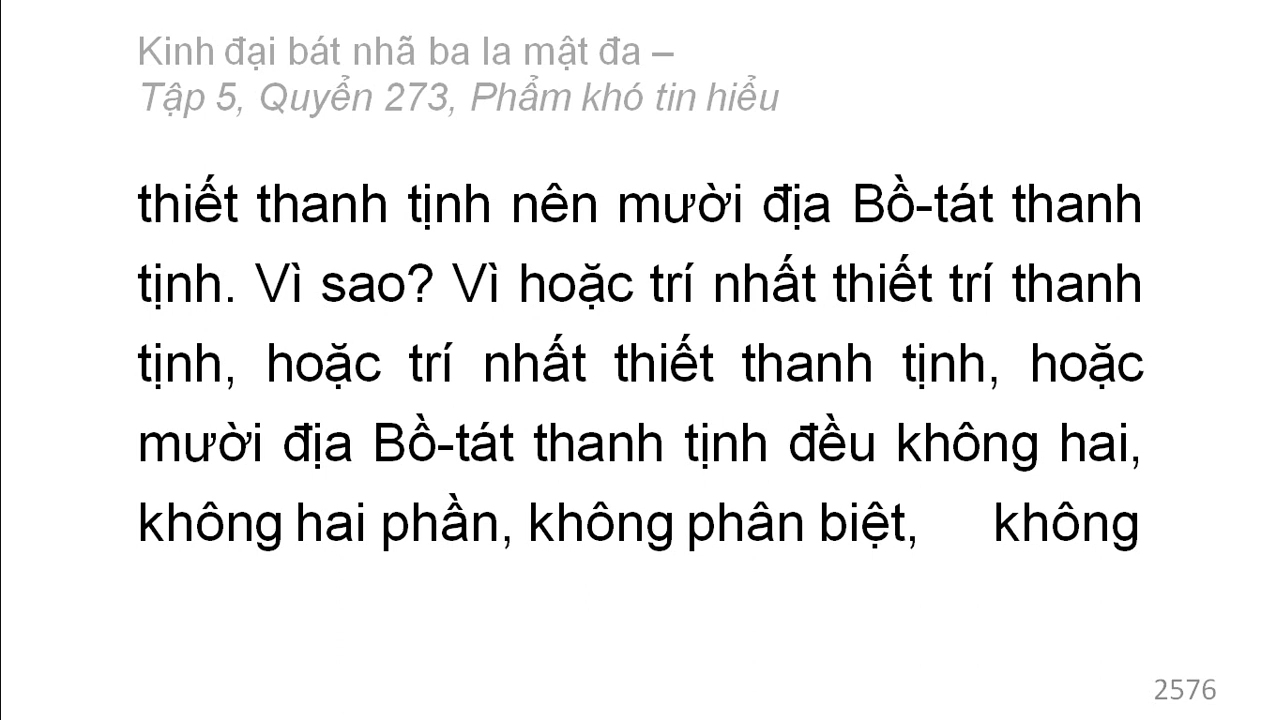 Kinh đại bát nhã ba la mật đa –
Tập 5, Quyển 273, Phẩm khó tin hiểu
thiết thanh tịnh nên mười địa Bồ-tát thanh
tịnh. Vì sao? Vì hoặc trí nhất thiết trí thanh
tịnh, hoặc trí nhất thiết thanh tịnh, hoặc
mười địa Bồ-tát thanh tịnh đều không hai,
không hai phần, không phân biệt, không
2576